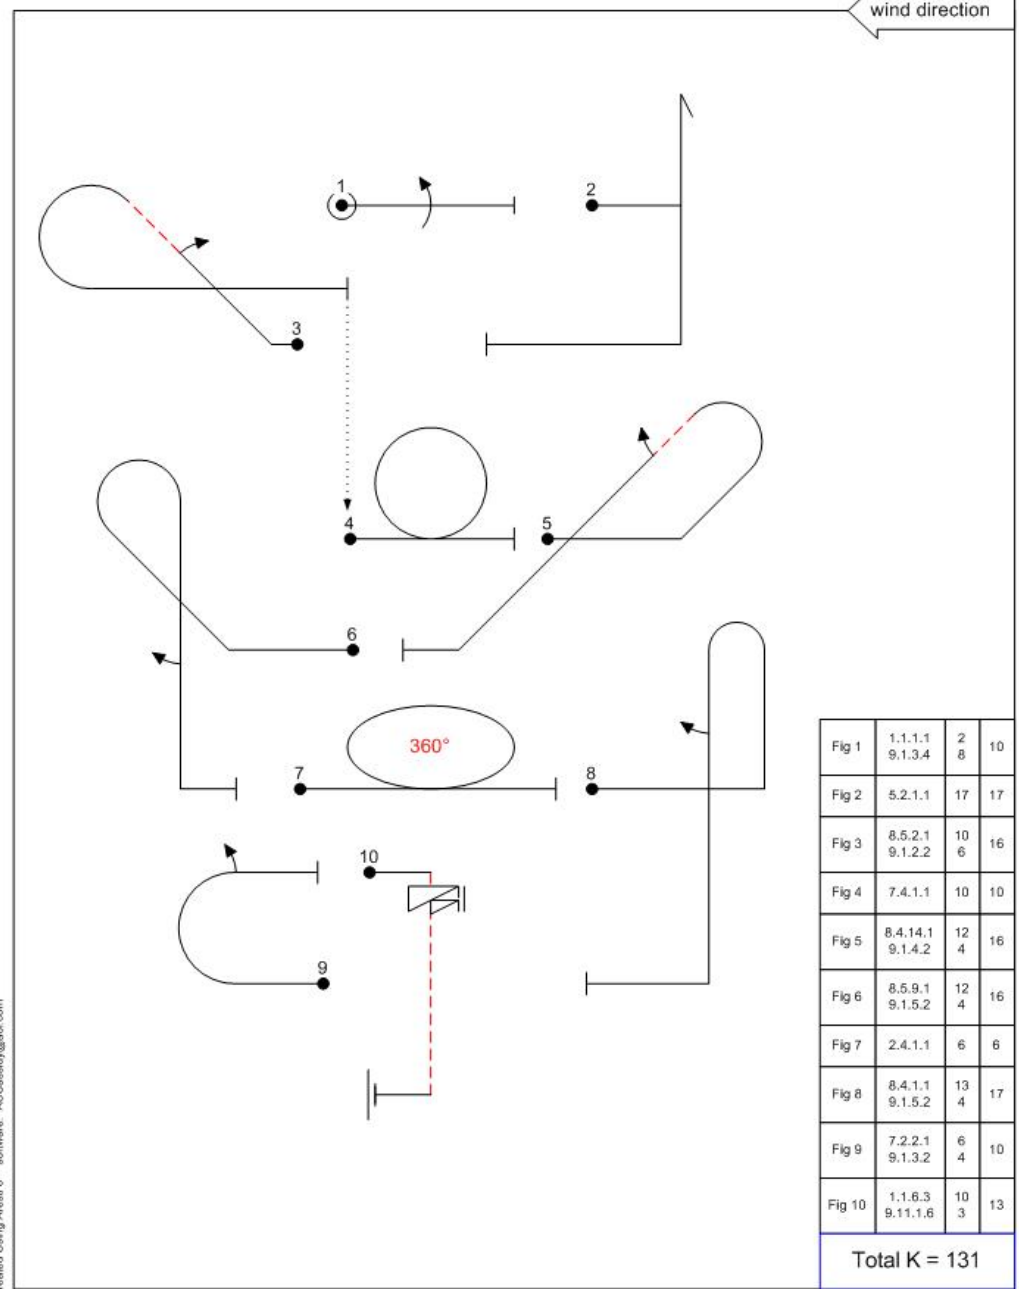 wind direction
1
2
3
4
5
6
360°
7
8
10
9
Fig 1 1.1.1.1 9.1.3.4 2 8 10
Fig 2 5.2.1.1 17 17
Fig 3 8.5.2.1 9.1.2.2 10 6 16
Fig 4 7.4.1.1 10 10
Fig 5 8.4.14.1 9.1.4.2 12 4 16
Fig 6 8.5.9.1 9.1.5.2 12 4 16
Fig 7 2.4.1.1 6 6
Fig 8 8.4.1.1 9.1.5.2 13 4 17
Fig 9 7.2.2.1 9.1.3.2 6 4 10
Fig 10 1.1.6.3 9.11.1.6 10 3 13
Total K = 131